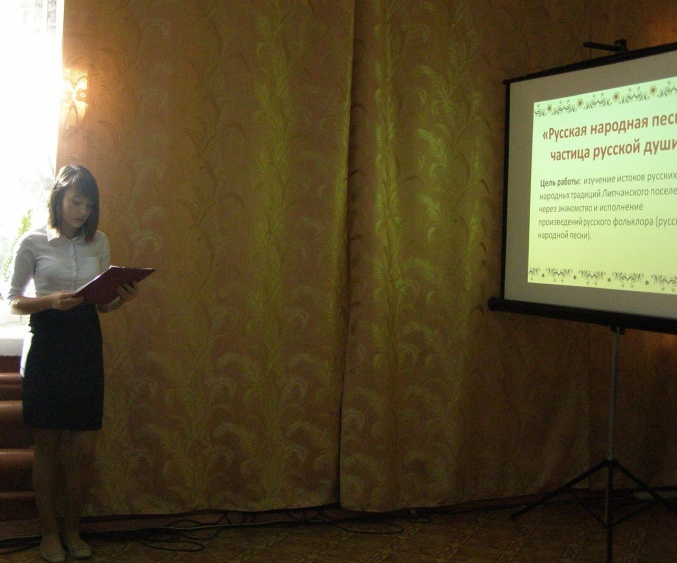 «Русская народная пес
частица русской души
Цель работы: изучение истоков русских
народных традиций Липчанского поселе
через знакомство и исполнение
произведений русского фольклора (русс
народной песни).